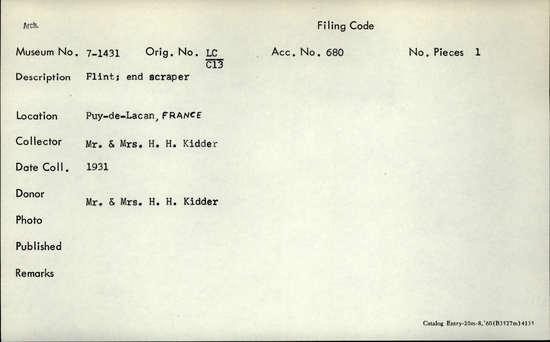 Arch.
Filing Code
Museum No. 7-1431 Orig. No. LC Acc. No. 680 No. Pieces 1
C13
Description Flint; end scraper
Location Puy-de-Lacan, FRANCE
Collector Mr. & Mrs. H. H. Kidder
Date Coll. 1931
Donor Mr. & Mrs. H. H. Kidder
Photo
Published
Remarks
Catalog Entry-20m-8,'60(B3527m)4135